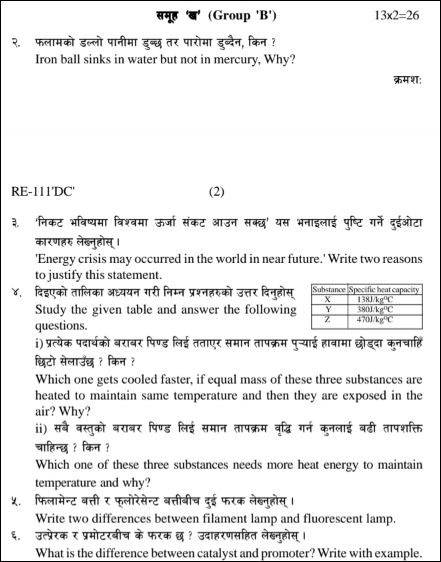 समूह 'ख' (Group 'B') 13x2=26
२. फलामको डल्लो पानीमा डुब्छ तर पारोमा डुब्दैन, किन ?
Iron ball sinks in water but not in mercury, Why?
क्रमशः
RE-111'DC' (2)
३. 'निकट भविष्यमा विश्वमा ऊर्जा संकट आउन सक्छ' यस भनाइलाई पुष्टि गर्ने दुईओटा
कारणहरु लेख्नुहोस् ।
'Energy crisis may occurred in the world in near future.' Write two reasons
to justify this statement.
४. दिइएको तालिका अध्ययन गरी निम्न प्रश्नहरुको उत्तर दिनुहोस्
Study the given table and answer the following
questions.
Substance Specific heat capacity
X 138J/kg⁰C
Y 380J/kg⁰C
Z 470J/kg⁰C
i) प्रत्येक पदार्थको बराबर पिण्ड लिई तताएर समान तापक्रम पुऱ्याई हावामा छोड्दा कुनचाहिँ
छिटो सेलाउँछ ? किन ?
Which one gets cooled faster, if equal mass of these three substances are
heated to maintain same temperature and then they are exposed in the
air? Why?
ii) सबै वस्तुको बराबर पिण्ड लिई समान तापक्रम वृद्धि गर्न कुनलाई बढी तापशक्ति
चाहिन्छ ? किन ?
Which one of these three substances needs more heat energy to maintain
temperature and why?
५. फिलामेन्ट बत्ती र फ्लोरेसेन्ट बत्तीबीच दुई फरक लेख्नुहोस् ।
Write two differences between filament lamp and fluorescent lamp.
६. उत्प्रेरक र प्रमोटरबीच के फरक छ ? उदाहरणसहित लेख्नुहोस् ।
What is the difference between catalyst and promoter? Write with example.